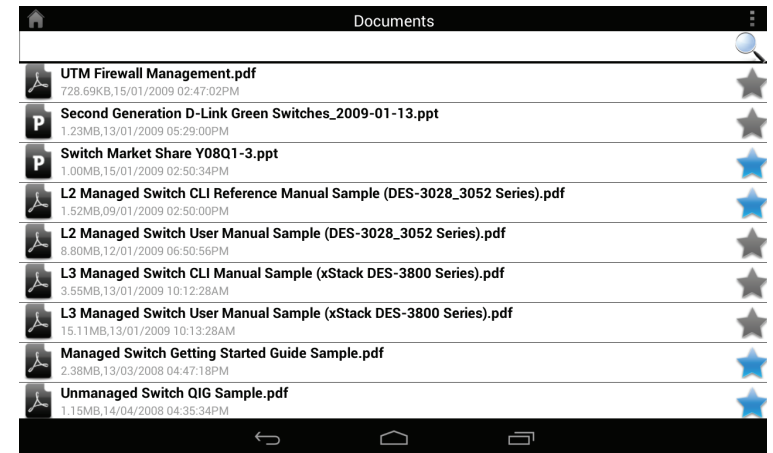 Documents
UTM Firewall Management.pdf
728.69KB,15/01/2009 02:47:02PM
P
Second Generation D-Link Green Switches_2009-01-13.ppt
1.23MB,13/01/2009 05:29:00PM
P
Switch Market Share Y08Q1-3.ppt
1.00MB,15/01/2009 02:50:34PM
L2 Managed Switch CLI Reference Manual Sample (DES-3028_3052 Series).pdf
1.52MB,09/01/2009 02:50:00PM
L2 Managed Switch User Manual Sample (DES-3028_3052 Series).pdf
8.80MB,12/01/2009 06:50:56PM
L3 Managed Switch CLI Manual Sample (xStack DES-3800 Series).pdf
3.55MB,13/01/2009 10:12:28AM
L3 Managed Switch User Manual Sample (xStack DES-3800 Series).pdf
15.11MB,13/01/2009 10:13:28AM
Managed Switch Getting Started Guide Sample.pdf
2.38MB,13/03/2008 04:47:18PM
Unmanaged Switch QIG Sample.pdf
1.15MB,14/04/2008 04:35:34PM